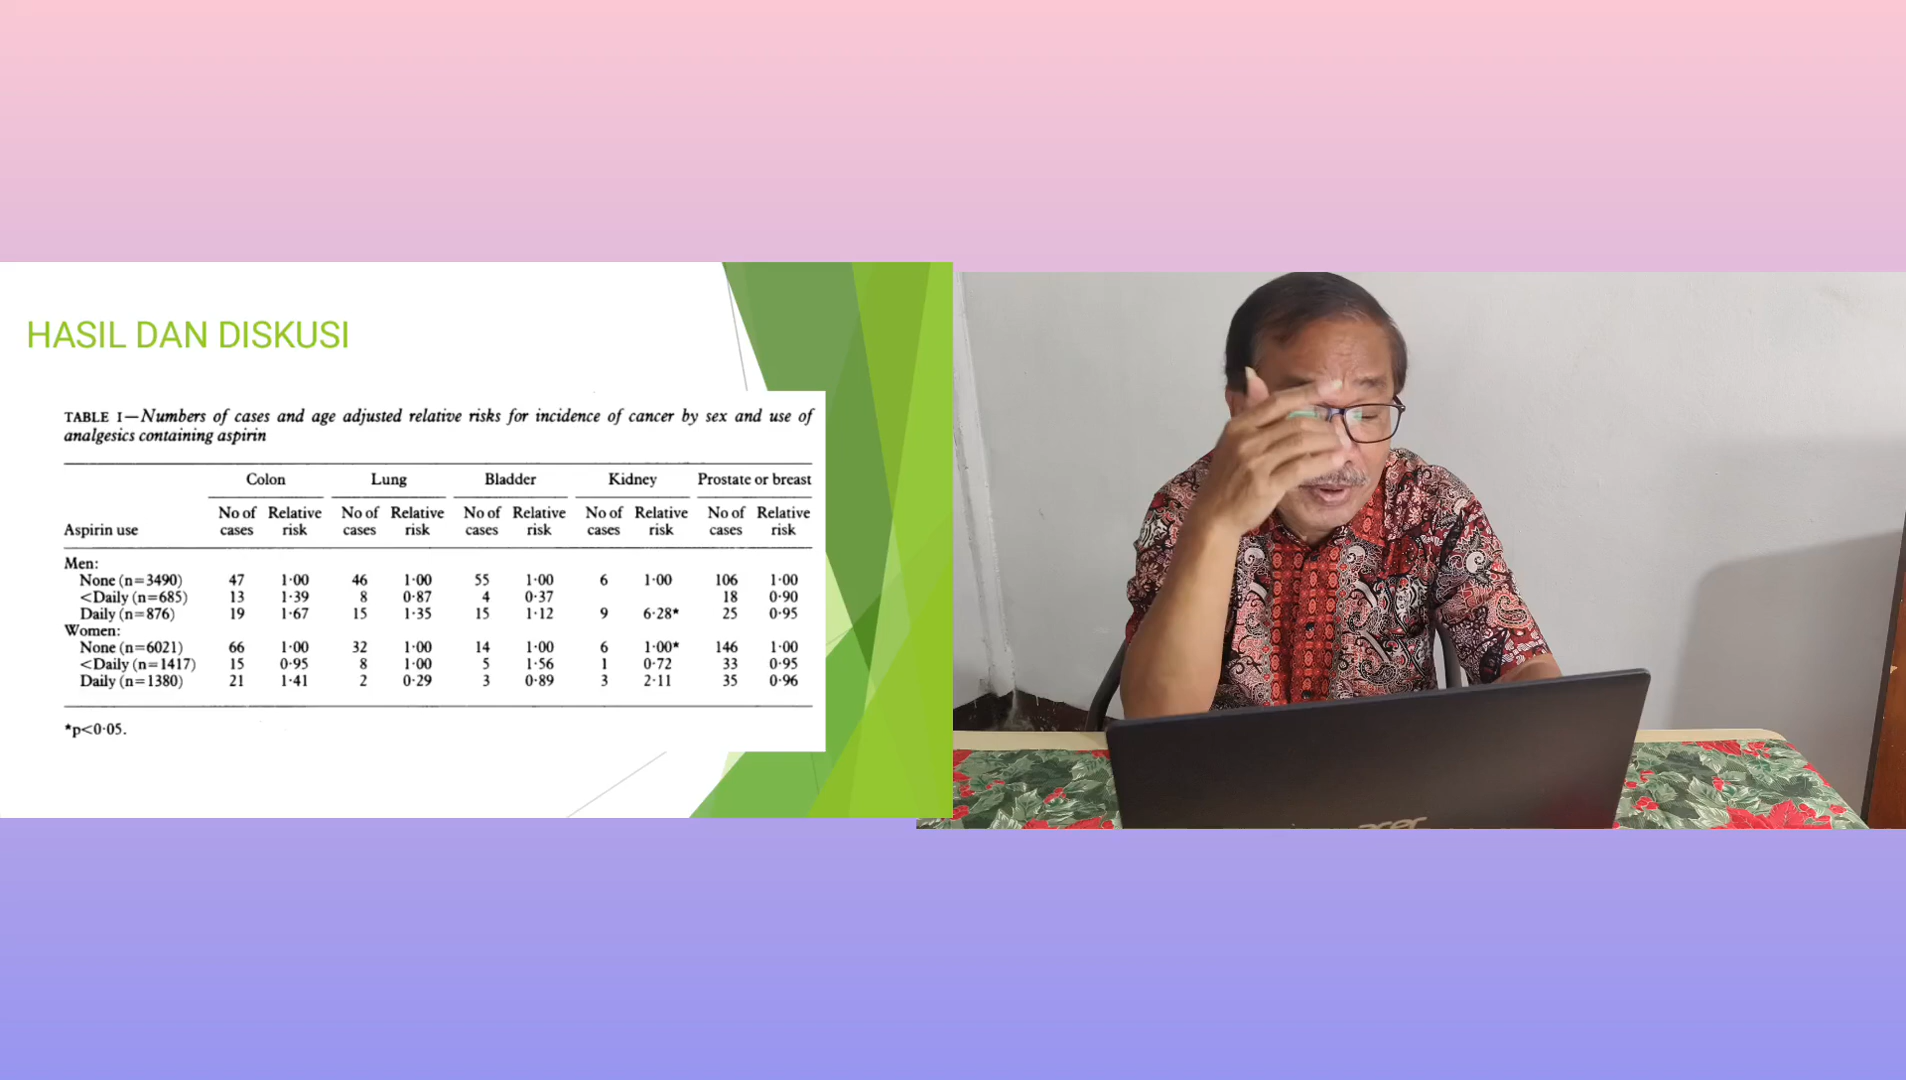 HASIL DAN DISKUSI
TABLE I—Numbers of cases and age adjusted relative risks for incidence of cancer by sex and use of
analgesics containing aspirin
Colon Lung Bladder Kidney Prostate or breast
No of Relative No of Relative No of Relative No of Relative No of Relative
Aspirin use cases risk cases risk cases risk cases risk cases risk
Men:
None (n=3490) 47 1·00 46 1·00 55 1·00 6 1·00 106 1·00
<Daily (n=685) 13 1·39 8 0·87 4 0·37 18 0·90
Daily (n=876) 19 1·67 15 1·35 15 1·12 9 6·28* 25 0·95
Women:
None (n=6021) 66 1·00 32 1·00 14 1·00 6 1·00* 146 1·00
<Daily (n=1417) 15 0·95 8 1·00 5 1·56 1 0·72 33 0·95
Daily (n=1380) 21 1·41 2 0·29 3 0·89 3 2·11 35 0·96
*p<0·05.
acer